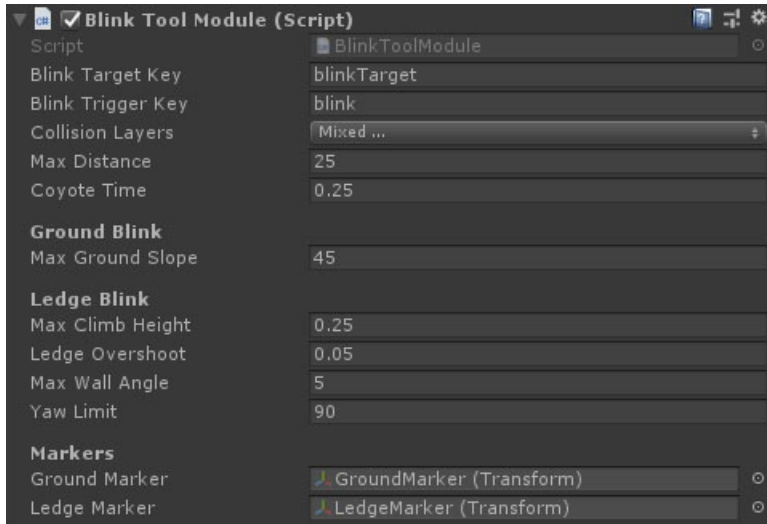 Blink Tool Module (Script)
Script BlinkToolModule
Blink Target Key blinkTarget
Blink Trigger Key blink
Collision Layers Mixed ...
Max Distance 25
Coyote Time 0.25
Ground Blink
Max Ground Slope 45
Ledge Blink
Max Climb Height 0.25
Ledge Overshoot 0.05
Max Wall Angle 5
Yaw Limit 90
Markers
Ground Marker GroundMarker (Transform)
Ledge Marker LedgeMarker (Transform)